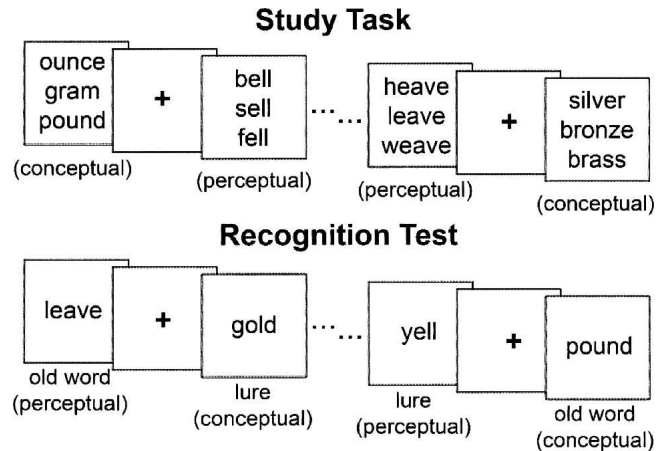 Study Task
ounce
gram
pound
(conceptual)
+
bell
sell
fell
(perceptual)
... ...
heave
leave
weave
(perceptual)
+
silver
bronze
brass
(conceptual)
Recognition Test
leave
old word
(perceptual)
+
gold
lure
(conceptual)
... ...
yell
lure
(perceptual)
+
pound
old word
(conceptual)